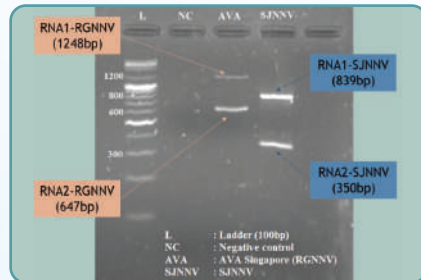 RNA1-RGNNV
(1248bp)
L NC AVA SJNNV
RNA1-SJNNV
(839bp)
1200
800
600
300
RNA2-RGNNV
(647bp)
RNA2-SJNNV
(350bp)
L : Ladder (100bp)
NC : Negative control
AVA : AVA Singapore (RGNNV)
SJNNV : SJNNV